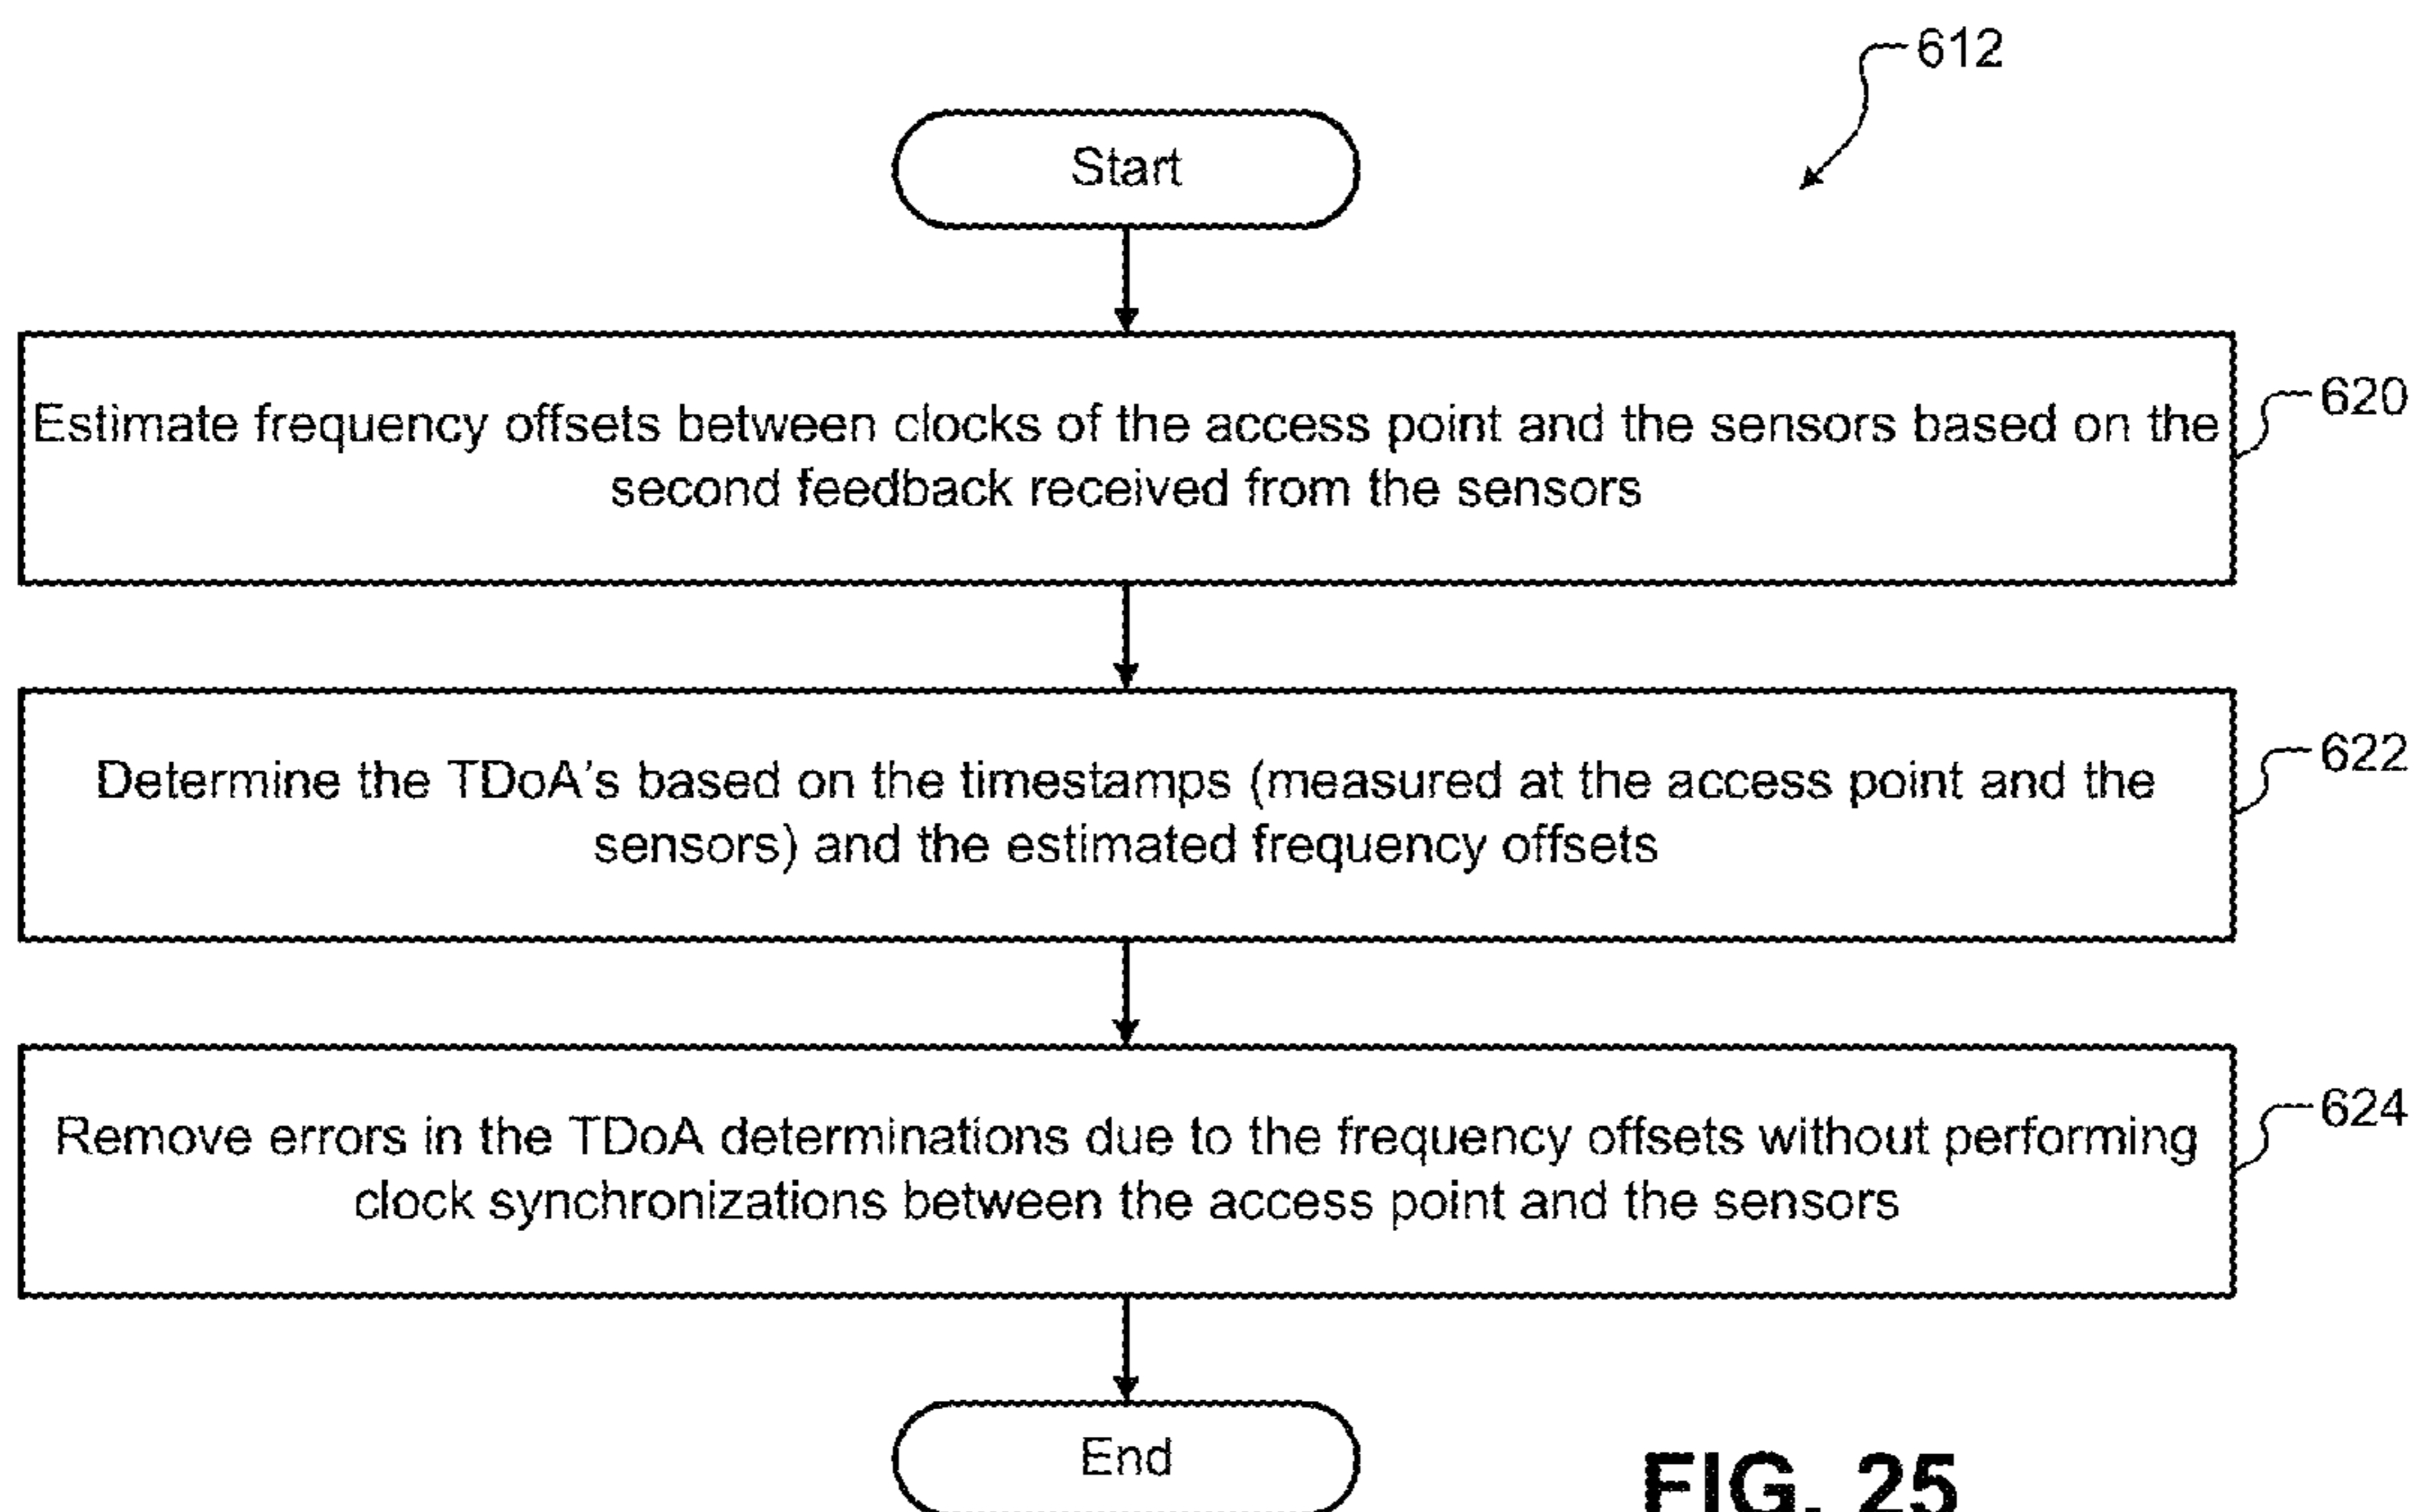 612
Start
Estimate frequency offsets between clocks of the access point and the sensors based on the
second feedback received from the sensors
620
Determine the TDoA's based on the timestamps (measured at the access point and the
sensors) and the estimated frequency offsets
622
Remove errors in the TDoA determinations due to the frequency offsets without performing
clock synchronizations between the access point and the sensors
624
End
FIG. 25